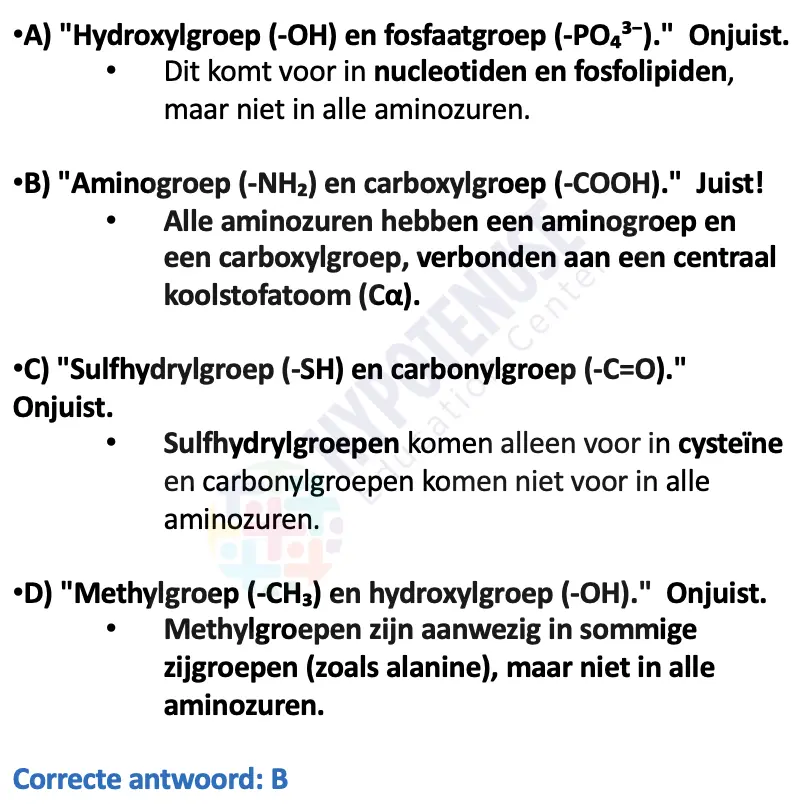 •A) "Hydroxylgroep (-OH) en fosfaatgroep (-PO₄³⁻)."  Onjuist.
• Dit komt voor in nucleotiden en fosfolipiden,
maar niet in alle aminozuren.
•B) "Aminogroep (-NH₂) en carboxylgroep (-COOH)."  Juist!
• Alle aminozuren hebben een aminogroep en
een carboxylgroep, verbonden aan een centraal
koolstofatoom (Cα).
•C) "Sulfhydrylgroep (-SH) en carbonylgroep (-C=O)."
Onjuist.
• Sulfhydrylgroepen komen alleen voor in cysteïne
en carbonylgroepen komen niet voor in alle
aminozuren.
•D) "Methylgroep (-CH₃) en hydroxylgroep (-OH)."  Onjuist.
• Methylgroepen zijn aanwezig in sommige
zijgroepen (zoals alanine), maar niet in alle
aminozuren.
Correcte antwoord: B
HYPOTENUSE
Education Center